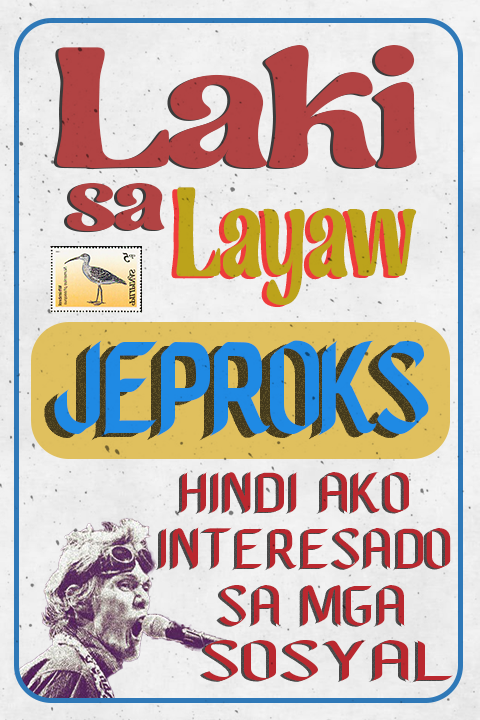 Laki
sa
Layaw
JEPROKS
HINDI AKO
INTERESADO
SA MGA
SOSYAL